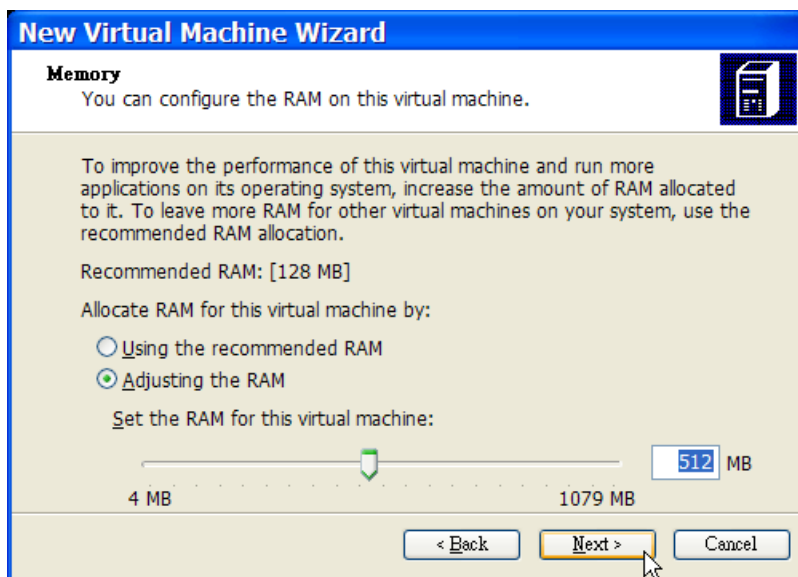 New Virtual Machine Wizard
Memory
You can configure the RAM on this virtual machine.
To improve the performance of this virtual machine and run more
applications on its operating system, increase the amount of RAM allocated
to it. To leave more RAM for other virtual machines on your system, use the
recommended RAM allocation.
Recommended RAM: [128 MB]
Allocate RAM for this virtual machine by:
Using the recommended RAM
Adjusting the RAM
Set the RAM for this virtual machine:
512 MB
4 MB 1079 MB
< Back Next > Cancel